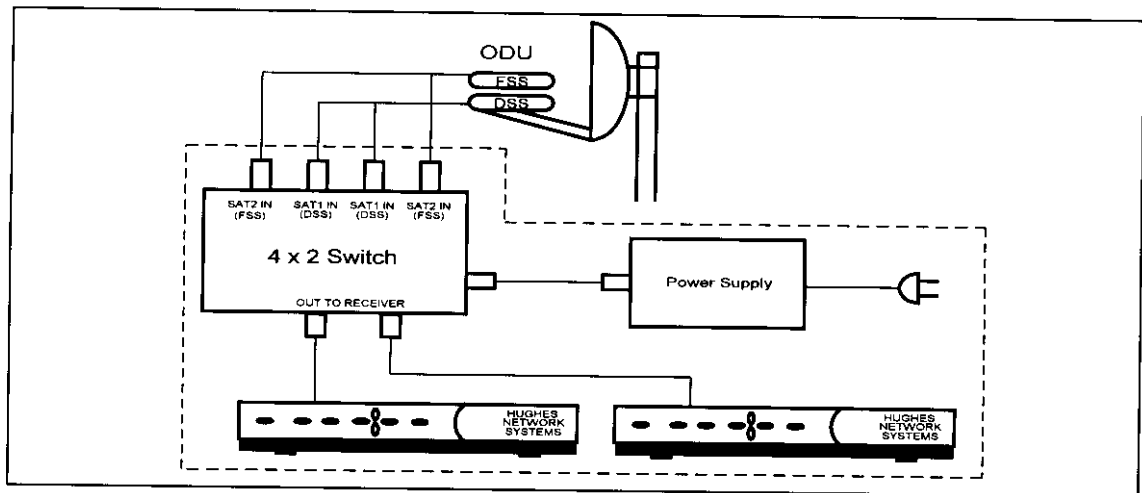 ODU
FSS
DSS
SAT2 IN
(FSS)
SAT1 IN
(DSS)
SAT1 IN
(DSS)
SAT2 IN
(FSS)
4 x 2 Switch
OUT TO RECEIVER
Power Supply
HUGHES
NETWORK
SYSTEMS
HUGHES
NETWORK
SYSTEMS